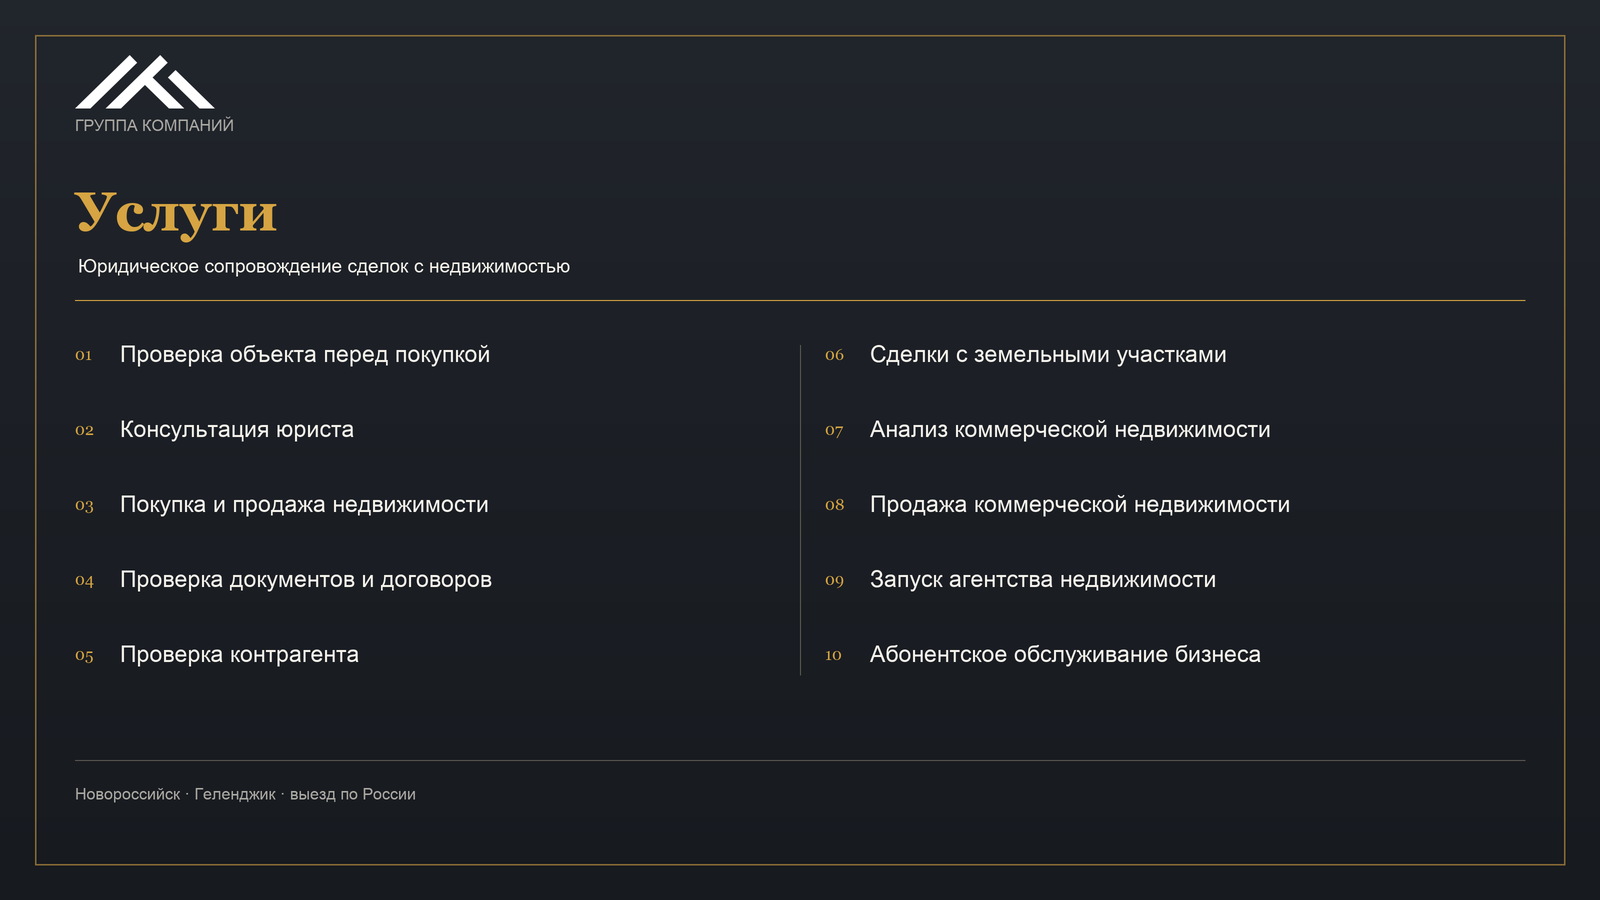 ГРУППА КОМПАНИЙ
Услуги
Юридическое сопровождение сделок с недвижимостью
01 Проверка объекта перед покупкой
02 Консультация юриста
03 Покупка и продажа недвижимости
04 Проверка документов и договоров
05 Проверка контрагента
06 Сделки с земельными участками
07 Анализ коммерческой недвижимости
08 Продажа коммерческой недвижимости
09 Запуск агентства недвижимости
10 Абонентское обслуживание бизнеса
Новороссийск · Геленджик · выезд по России